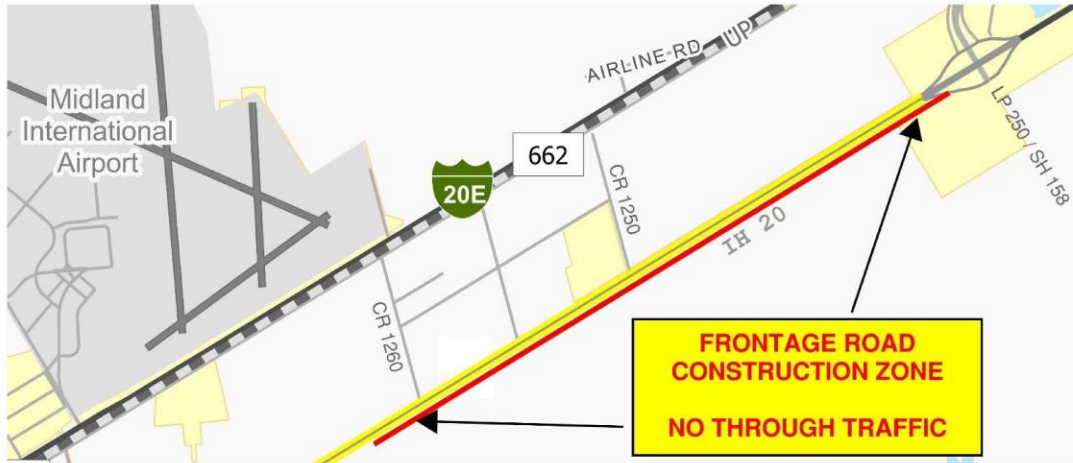 Midland
International
Airport
AIRLINE RD
UP
662
20E
CR 1250
CR 1260
IH 20
LP 250 / SH 158
FRONTAGE ROAD
CONSTRUCTION ZONE
NO THROUGH TRAFFIC